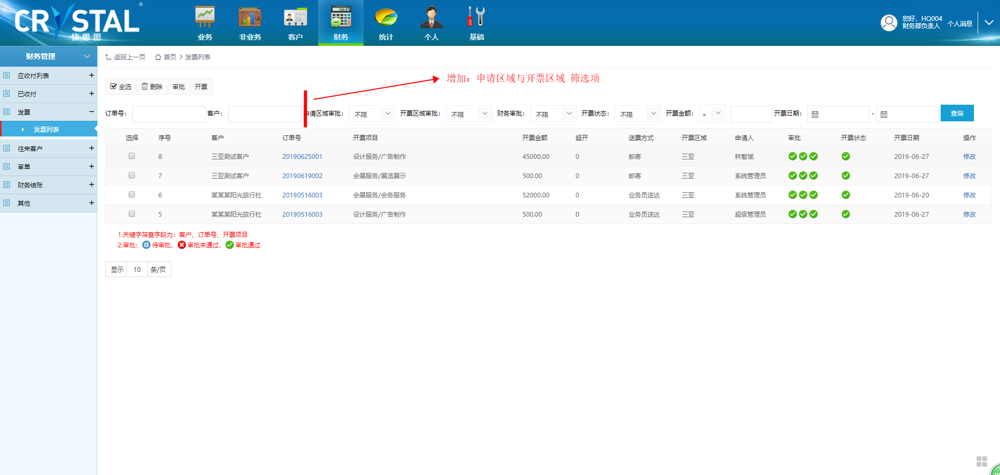 CRYSTAL®
快思图
业务 非业务 客户 财务 统计 个人 基础
您好，HQ004
财务部负责人
个人消息
财务管理
应收付列表 +
已收付 +
发票 −
发票列表
往来客户 +
审单 +
财务结账 +
其他 +
返回上一页 首页 > 发票列表
增加：申请区域与开票区域 筛选项
全选 删除 审批 开票
订单号： 客户： 申请区域审批： 不限 开票区域审批： 不限 财务审批： 不限 开票状态： 不限 开票金额： > 开票日期： - 查询
选择 序号 客户 订单号 开票项目 开票金额 超开 送票方式 开票区域 申请人 审批 开票状态 开票日期 操作
8 三亚测试客户 20190625001 设计服务/广告制作 45000.00 0 邮寄 三亚 林智斌 2019-06-27 修改
7 三亚测试客户 20190619002 会展服务/展览展示 500.00 0 邮寄 三亚 系统管理员 2019-06-27 修改
6 某某某阳光旅行社 20190516003 会展服务/会务服务 52000.00 0 业务员送达 三亚 系统管理员 2019-06-20 修改
5 某某某阳光旅行社 20190516003 设计服务/广告制作 500.00 0 业务员送达 三亚 超级管理员 2019-06-27 修改
1.关键字筛查字段为：客户、订单号、开票项目
2.审批： 待审批， 审批未通过， 审批通过
显示 10 条/页